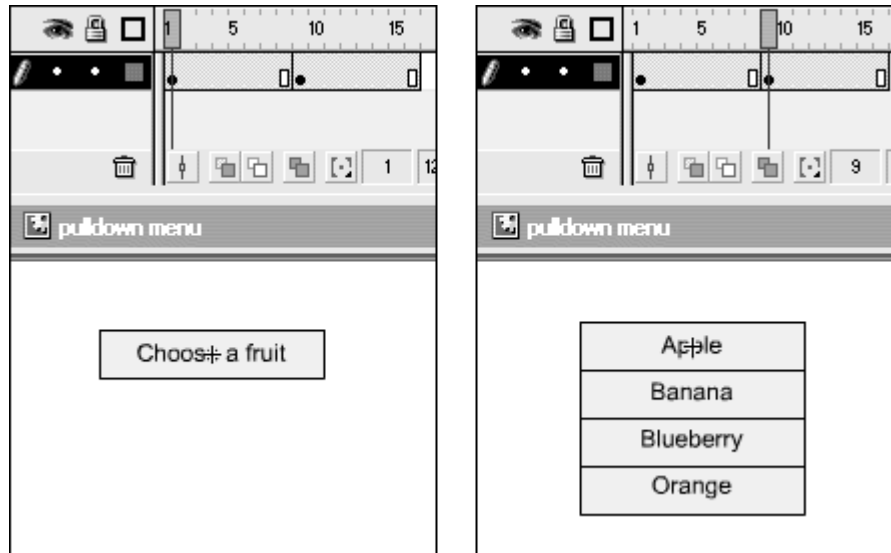 1 5 10 15
1 12
pulldown menu
Choose a fruit
1 5 10 15
9
pulldown menu
Apple
Banana
Blueberry
Orange